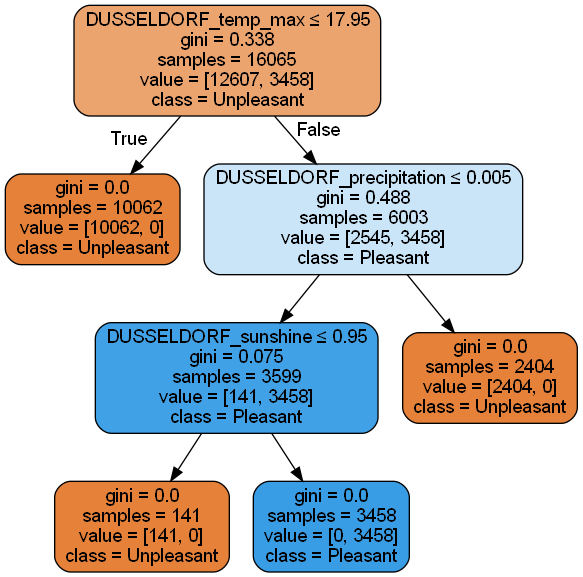 DUSSELDORF_temp_max ≤ 17.95
gini = 0.338
samples = 16065
value = [12607, 3458]
class = Unpleasant
True
False
gini = 0.0
samples = 10062
value = [10062, 0]
class = Unpleasant
DUSSELDORF_precipitation ≤ 0.005
gini = 0.488
samples = 6003
value = [2545, 3458]
class = Pleasant
DUSSELDORF_sunshine ≤ 0.95
gini = 0.075
samples = 3599
value = [141, 3458]
class = Pleasant
gini = 0.0
samples = 2404
value = [2404, 0]
class = Unpleasant
gini = 0.0
samples = 141
value = [141, 0]
class = Unpleasant
gini = 0.0
samples = 3458
value = [0, 3458]
class = Pleasant